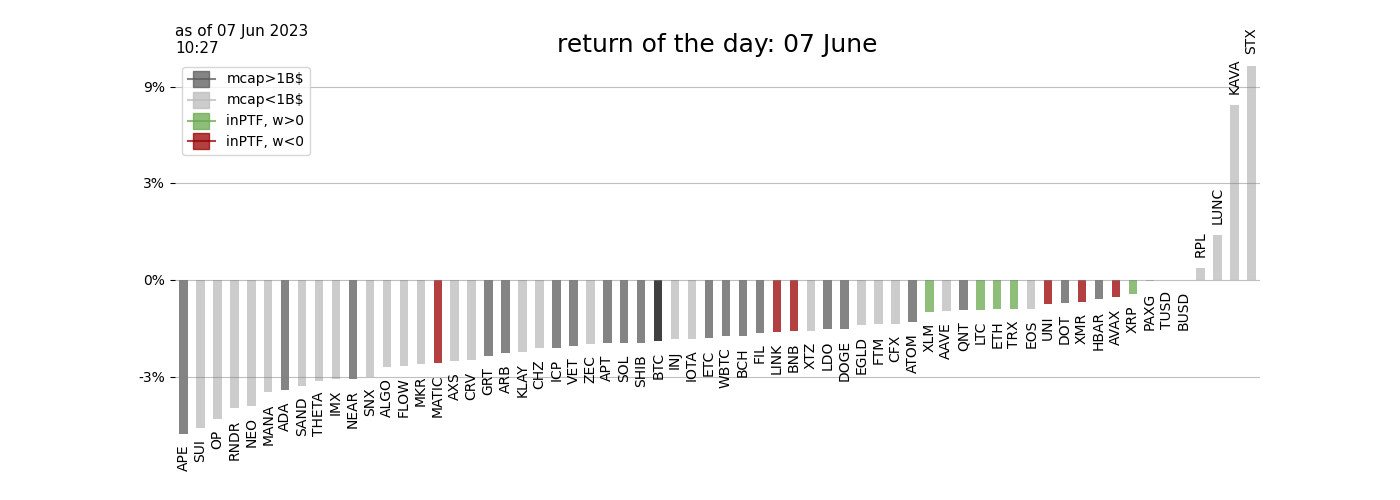 as of 07 Jun 2023
10:27
return of the day: 07 June
mcap>1B$
mcap<1B$
inPTF, w>0
inPTF, w<0
9%
3%
0%
-3%
APE
SUI
OP
RNDR
NEO
MANA
ADA
SAND
THETA
IMX
NEAR
SNX
ALGO
FLOW
MKR
MATIC
AXS
CRV
GRT
ARB
KLAY
CHZ
ICP
VET
ZEC
APT
SOL
SHIB
BTC
INJ
IOTA
ETC
WBTC
BCH
FIL
LINK
BNB
XTZ
LDO
DOGE
EGLD
FTM
CFX
ATOM
XLM
AAVE
QNT
LTC
ETH
TRX
EOS
UNI
DOT
XMR
HBAR
AVAX
XRP
PAXG
TUSD
BUSD
RPL
LUNC
KAVA
STX